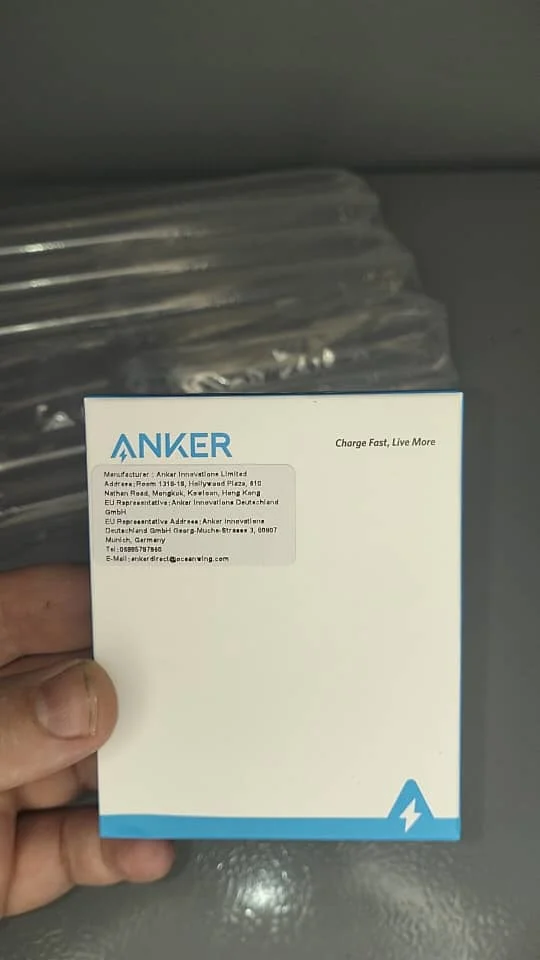 ANKER
Charge Fast, Live More
Manufacturer : Anker Innovations Limited
Address:Room 1318-19, Hollywood Plaza, 610
Nathan Road, Mongkok, Kowloon, Hong Kong
EU Representative:Anker Innovations Deutschland
GmbH
EU Representative Address:Anker Innovations
Deutschland GmbH Georg-Muche-Strasse 3, 80807
Munich, Germany
Tel:
E-Mail:ankerdirect@oceanwing.com